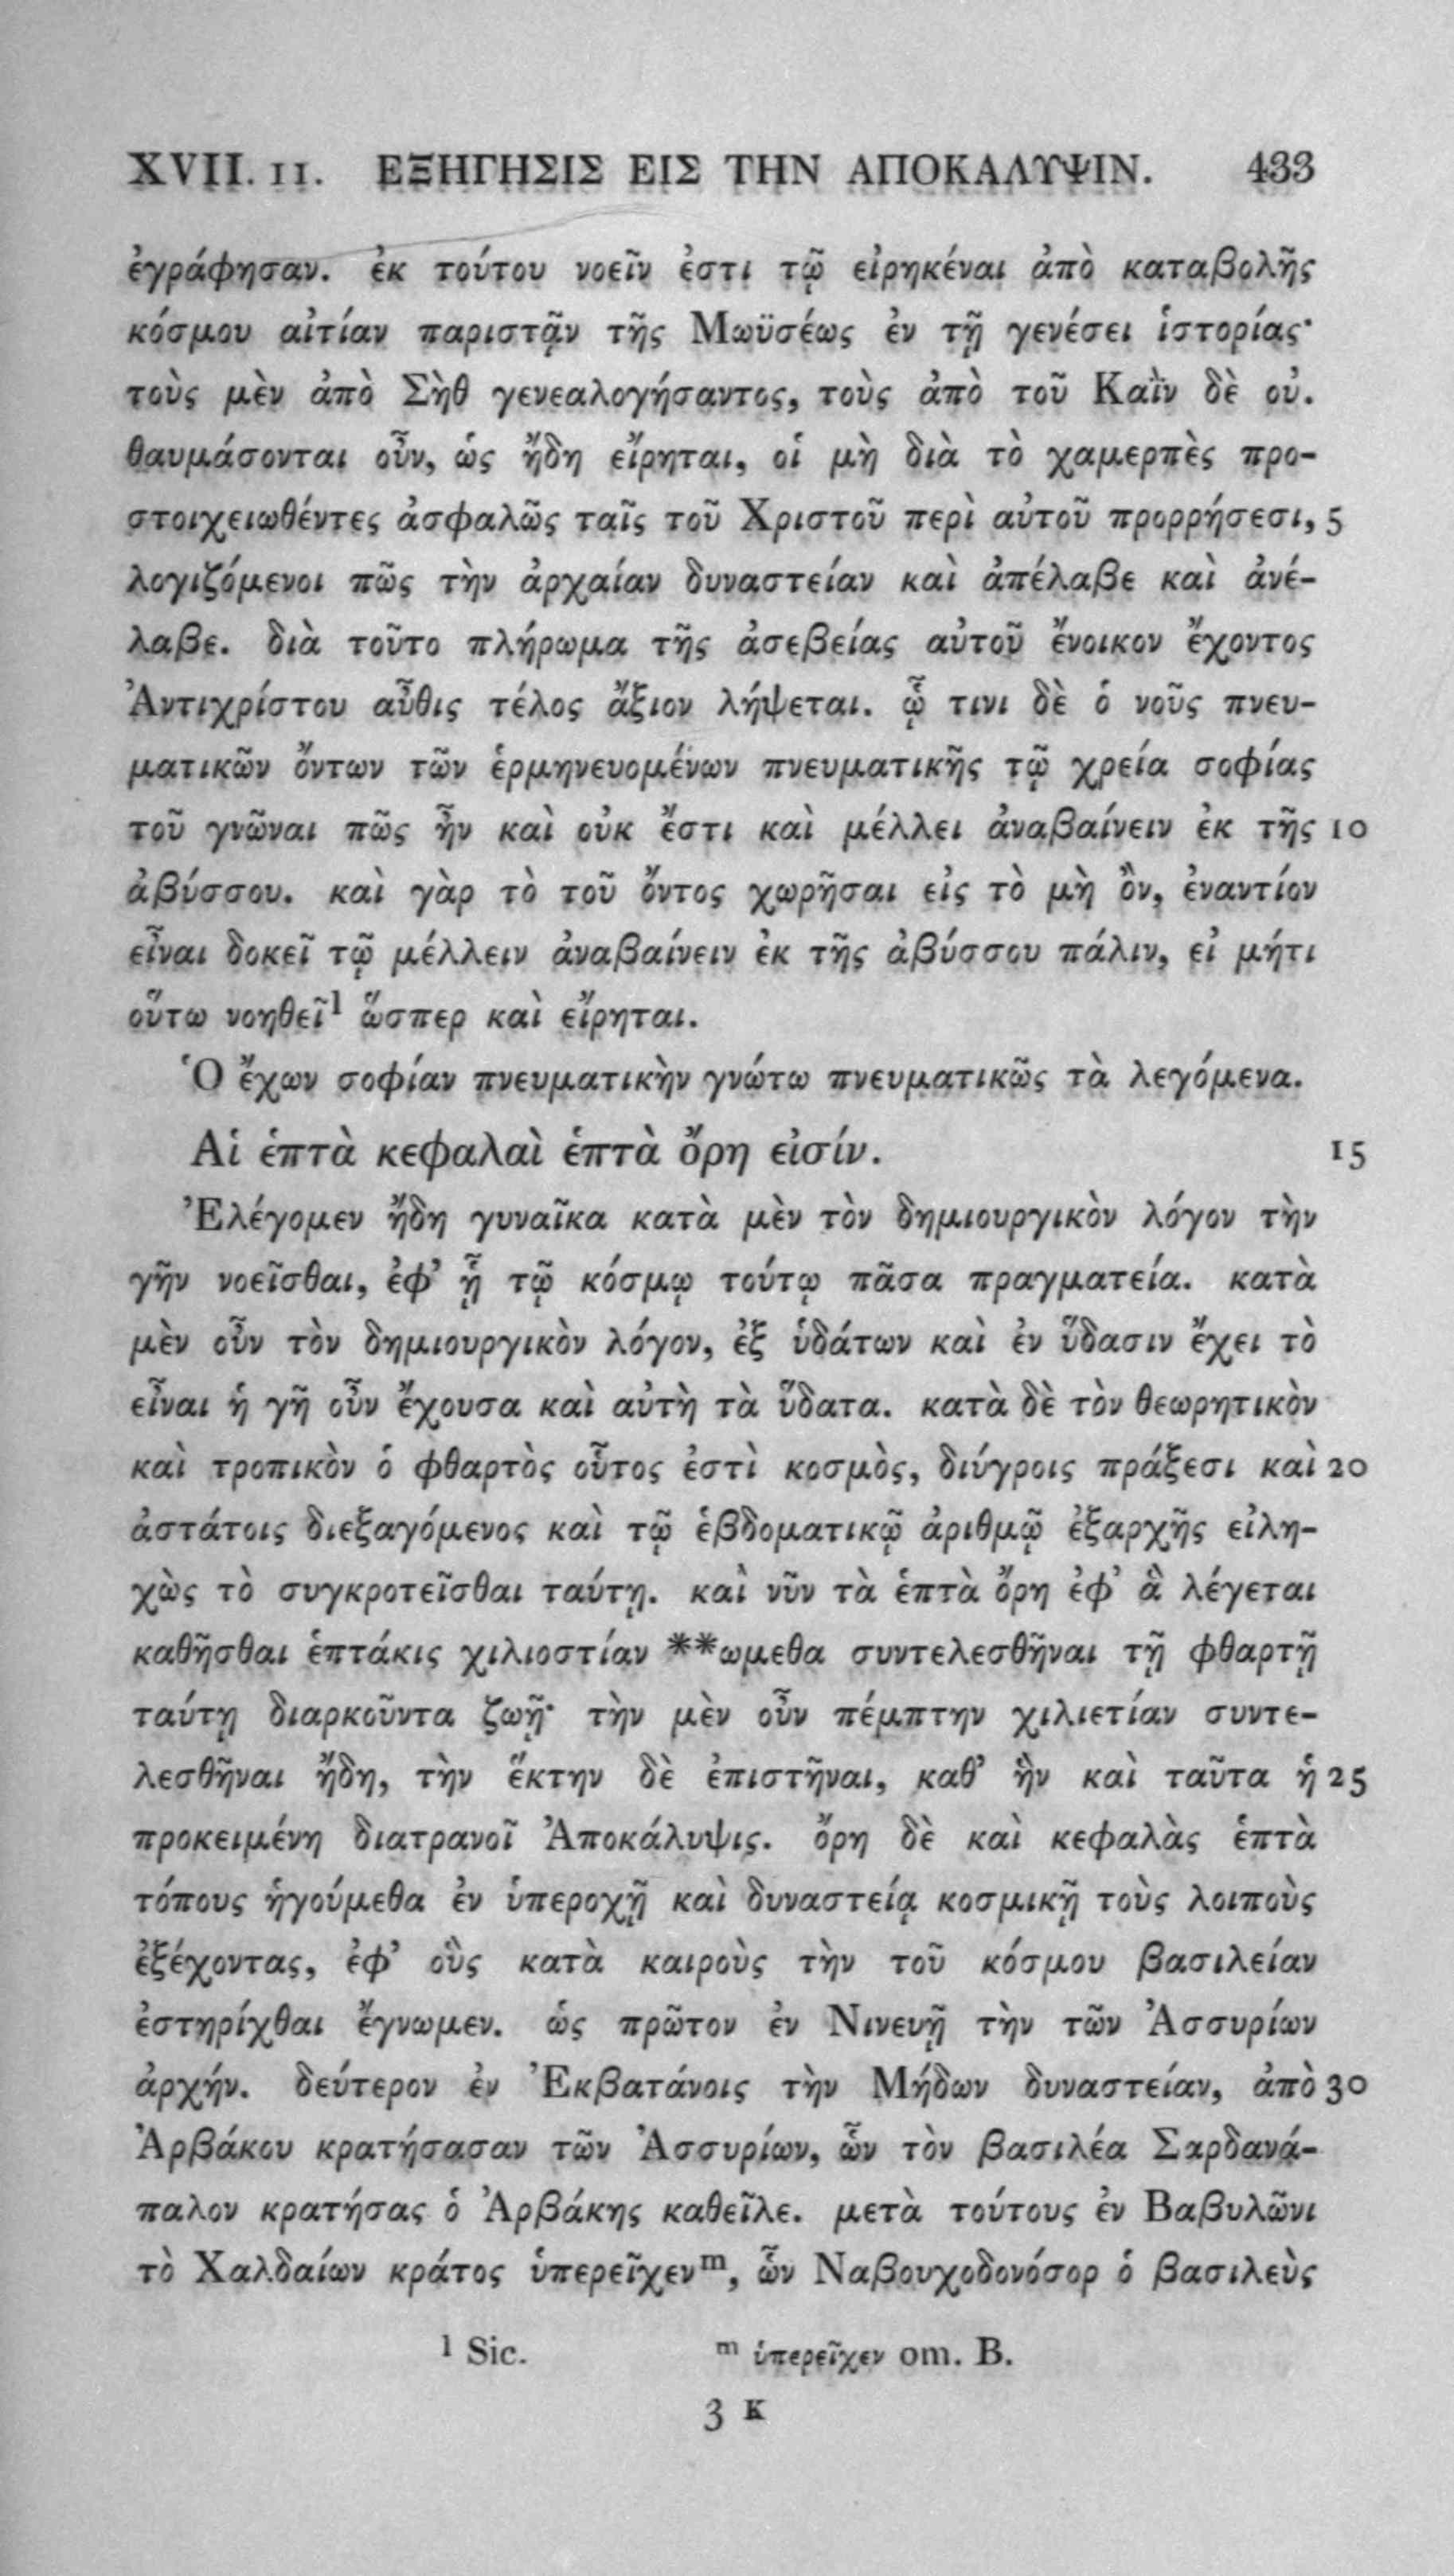 XVII. 11. ΕΞΗΓΗΣΙΣ ΕΙΣ ΤΗΝ ΑΠΟΚΑΛΥΨΙΝ. 433
ἐγράφησαν. ἐκ τούτου νοεῖν ἐστι τῷ εἰρηκέναι ἀπὸ καταβολῆς
κόσμου αἰτίαν παριστᾷν τῆς Μωϋσέως ἐν τῇ γενέσει ἱστορίας·
τοὺς μὲν ἀπὸ Σὴθ γενεαλογήσαντος, τοὺς ἀπὸ τοῦ Καῒν δὲ οὐ.
θαυμάσονται οὖν, ὡς ἤδη εἴρηται, οἱ μὴ διὰ τὸ χαμερπὲς προ-
στοιχειωθέντες ἀσφαλῶς ταῖς τοῦ Χριστοῦ περὶ αὐτοῦ προρρήσεσι, 5
λογιζόμενοι πῶς τὴν ἀρχαίαν δυναστείαν καὶ ἀπέλαβε καὶ ἀνέ-
λαβε. διὰ τοῦτο πλήρωμα τῆς ἀσεβείας αὐτοῦ ἔνοικον ἔχοντος
Ἀντιχρίστου αὖθις τέλος ἄξιον λήψεται. ᾧ τινι δὲ ὁ νοῦς πνευ-
ματικῶν ὄντων τῶν ἑρμηνευομένων πνευματικῆς τῷ χρεία σοφίας
τοῦ γνῶναι πῶς ἦν καὶ οὐκ ἔστι καὶ μέλλει ἀναβαίνειν ἐκ τῆς 10
ἀβύσσου. καὶ γὰρ τὸ τοῦ ὄντος χωρῆσαι εἰς τὸ μὴ ὂν, ἐναντίον
εἶναι δοκεῖ τῷ μέλλειν ἀναβαίνειν ἐκ τῆς ἀβύσσου πάλιν, εἰ μήτι
οὕτω νοηθεῖ¹ ὥσπερ καὶ εἴρηται.
Ὁ ἔχων σοφίαν πνευματικὴν γνώτω πνευματικῶς τὰ λεγόμενα.
Αἱ ἑπτὰ κεφαλαὶ ἑπτὰ ὄρη εἰσίν. 15
Ἐλέγομεν ἤδη γυναῖκα κατὰ μὲν τὸν δημιουργικὸν λόγον τὴν
γῆν νοεῖσθαι, ἐφ’ ᾗ τῷ κόσμῳ τούτῳ πᾶσα πραγματεία. κατὰ
μὲν οὖν τὸν δημιουργικὸν λόγον, ἐξ ὑδάτων καὶ ἐν ὕδασιν ἔχει τὸ
εἶναι ἡ γῆ οὖν ἔχουσα καὶ αὐτὴ τὰ ὕδατα. κατὰ δὲ τὸν θεωρητικὸν
καὶ τροπικὸν ὁ φθαρτὸς οὗτος ἐστὶ κοσμὸς, διύγροις πράξεσι καὶ 20
ἀστάτοις διεξαγόμενος καὶ τῷ ἑβδοματικῷ ἀριθμῷ ἐξαρχῆς εἰλη-
χὼς τὸ συγκροτεῖσθαι ταύτῃ. καὶ νῦν τὰ ἑπτὰ ὄρη ἐφ’ ἃ λέγεται
καθῆσθαι ἑπτάκις χιλιοστίαν **ωμεθα συντελεσθῆναι τῇ φθαρτῇ
ταύτῃ διαρκοῦντα ζωῇ· τὴν μὲν οὖν πέμπτην χιλιετίαν συντε-
λεσθῆναι ἤδη, τὴν ἕκτην δὲ ἐπιστῆναι, καθ’ ἣν καὶ ταῦτα ἡ 25
προκειμένη διατρανοῖ Ἀποκάλυψις. ὄρη δὲ καὶ κεφαλὰς ἑπτὰ
τόπους ἡγούμεθα ἐν ὑπεροχῇ καὶ δυναστείᾳ κοσμικῇ τοὺς λοιποὺς
ἐξέχοντας, ἐφ’ οὓς κατὰ καιροὺς τὴν τοῦ κόσμου βασιλείαν
ἐστηρίχθαι ἔγνωμεν. ὡς πρῶτον ἐν Νινευῇ τὴν τῶν Ἀσσυρίων
ἀρχήν. δεύτερον ἐν Ἐκβατάνοις τὴν Μήδων δυναστείαν, ἀπὸ 30
Ἀρβάκου κρατήσασαν τῶν Ἀσσυρίων, ὧν τὸν βασιλέα Σαρδανά-
παλον κρατήσας ὁ Ἀρβάκης καθεῖλε. μετὰ τούτους ἐν Βαβυλῶνι
τὸ Χαλδαίων κράτος ὑπερεῖχενᵐ, ὧν Ναβουχοδονόσορ ὁ βασιλεὺς
l Sic. m ὑπερεῖχεν om. B.
3 K